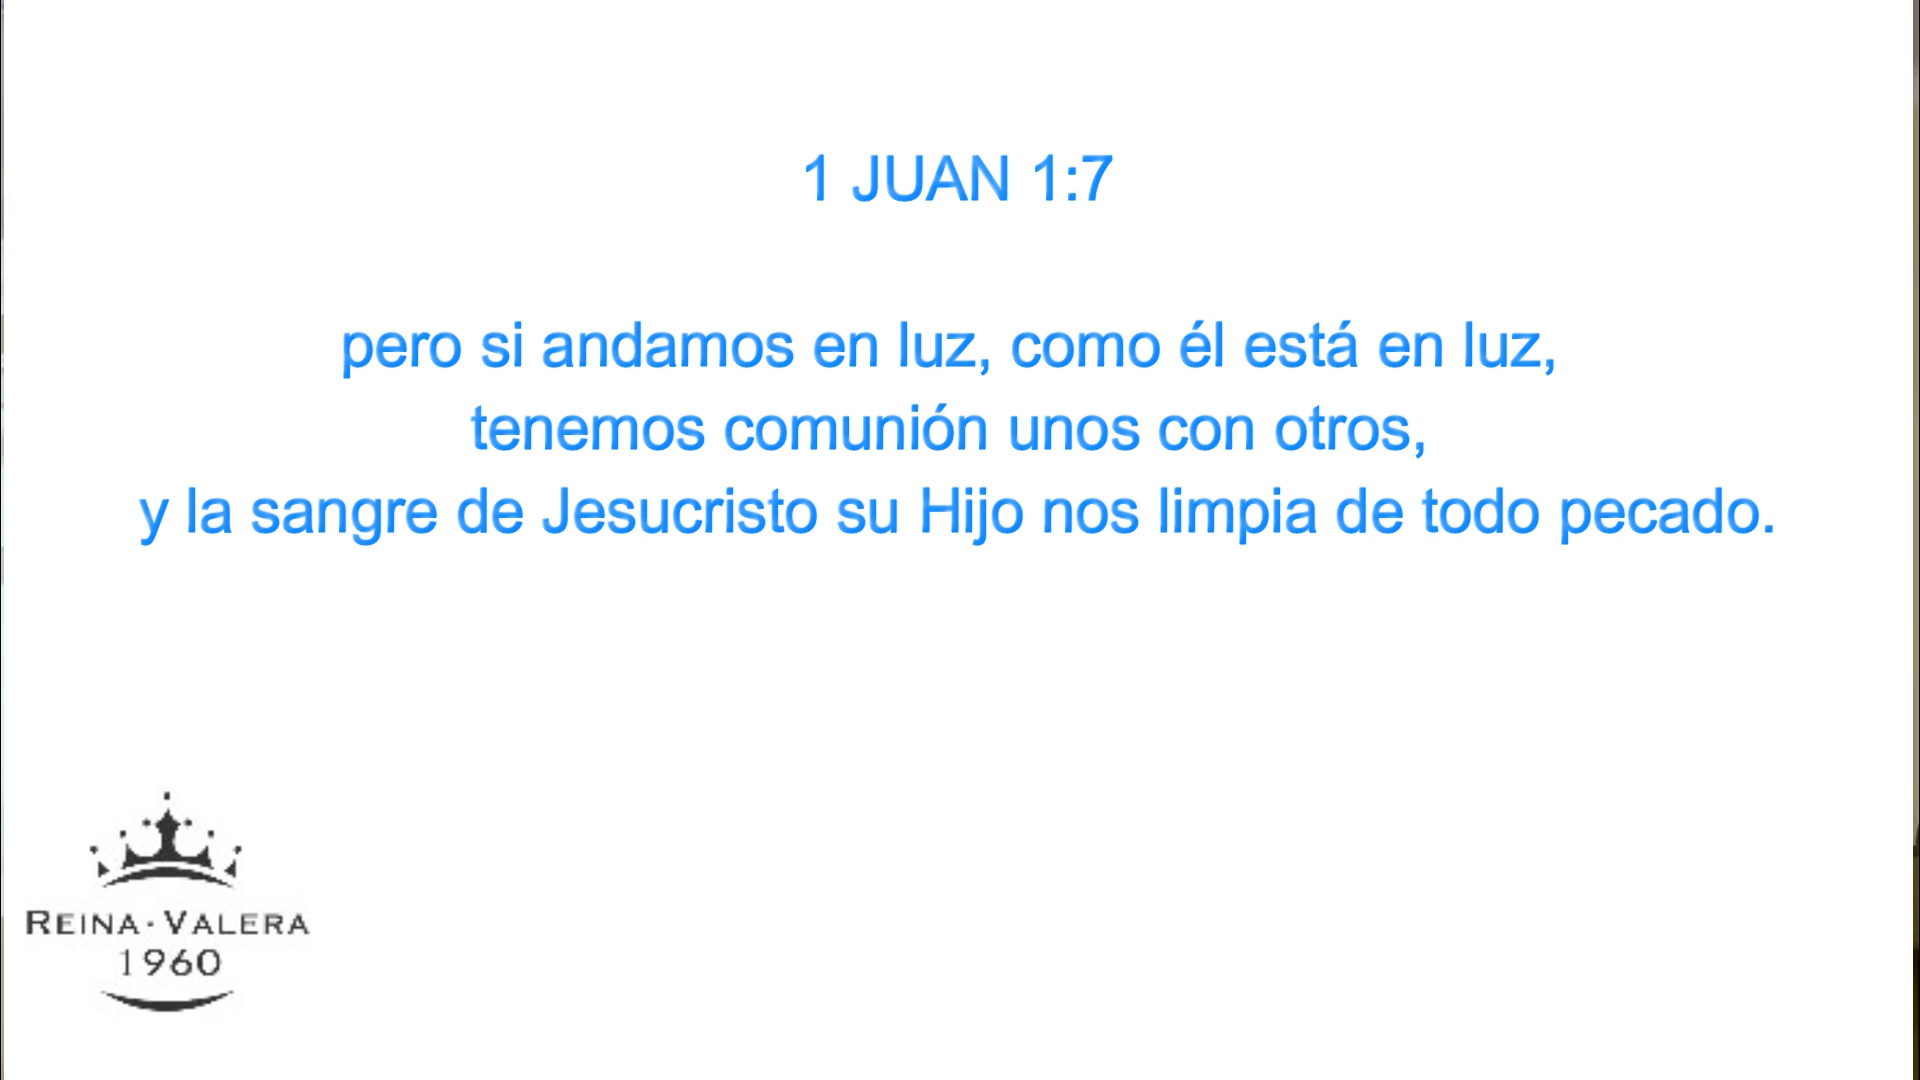 1 JUAN 1:7
pero si andamos en luz, como él está en luz,
tenemos comunión unos con otros,
y la sangre de Jesucristo su Hijo nos limpia de todo pecado.
REINA-VALERA
1960